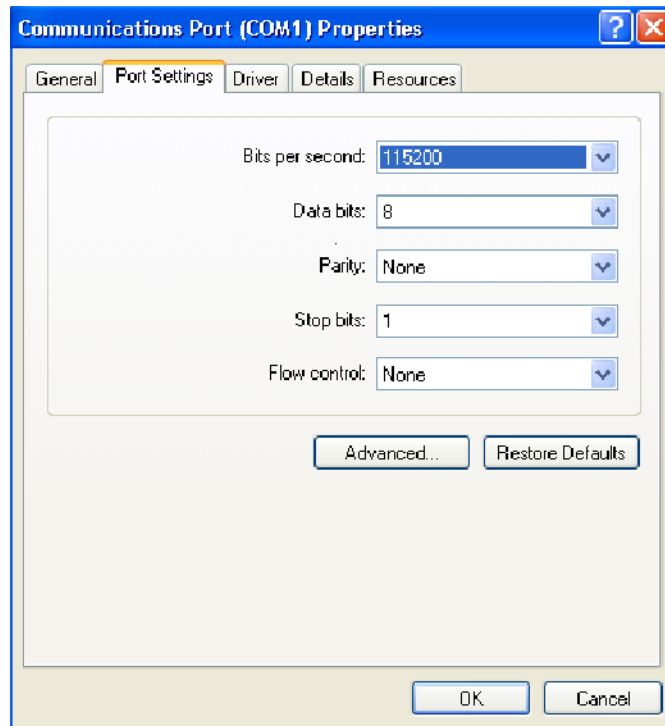 Communications Port (COM1) Properties
General Port Settings Driver Details Resources
Bits per second: 115200
Data bits: 8
Parity: None
Stop bits: 1
Flow control: None
Advanced... Restore Defaults
OK Cancel